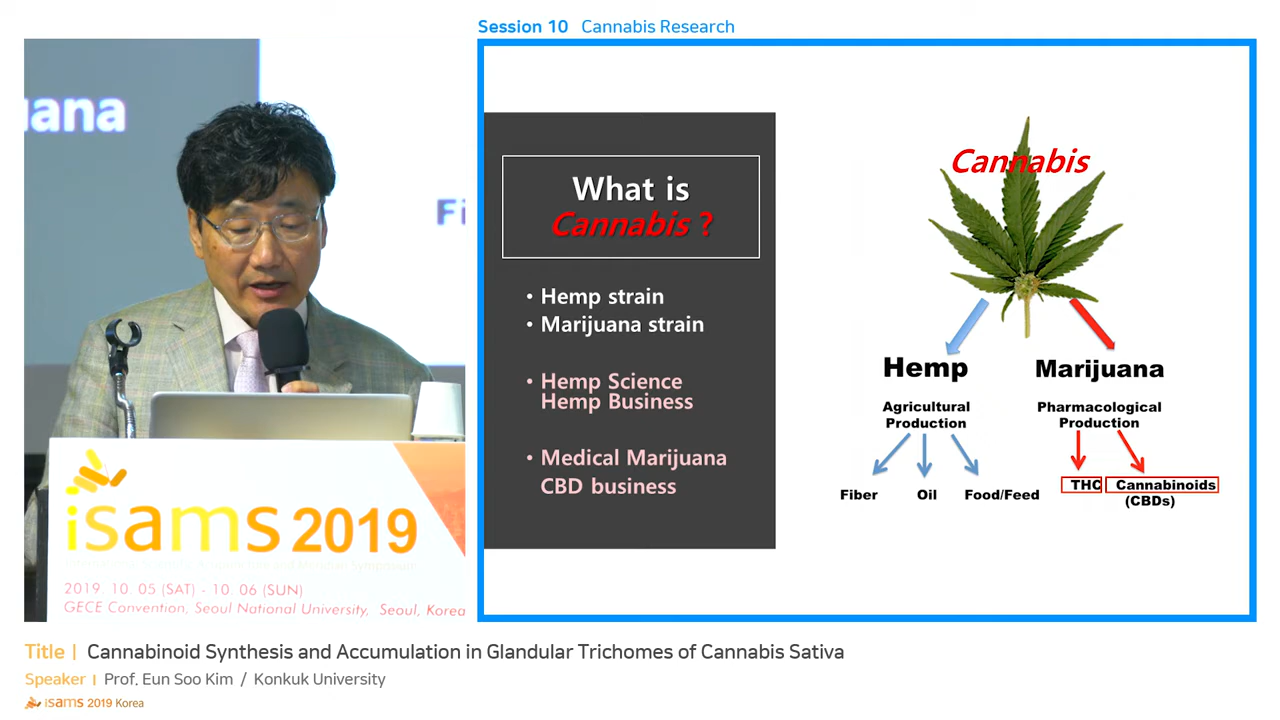 Session 10 Cannabis Research
uana
Fi
What is
Cannabis ?
• Hemp strain
• Marijuana strain
• Hemp Science
Hemp Business
• Medical Marijuana
CBD business
Cannabis
Hemp
Marijuana
Agricultural
Production
Pharmacological
Production
Fiber
Oil
Food/Feed
THC
Cannabinoids
(CBDs)
isams 2019
2019. 10. 05 (SAT) - 10. 06 (SUN)
GECE Convention, Seoul National University, Seoul, Korea
Title | Cannabinoid Synthesis and Accumulation in Glandular Trichomes of Cannabis Sativa
Speaker | Prof. Eun Soo Kim / Konkuk University
isams 2019 Korea